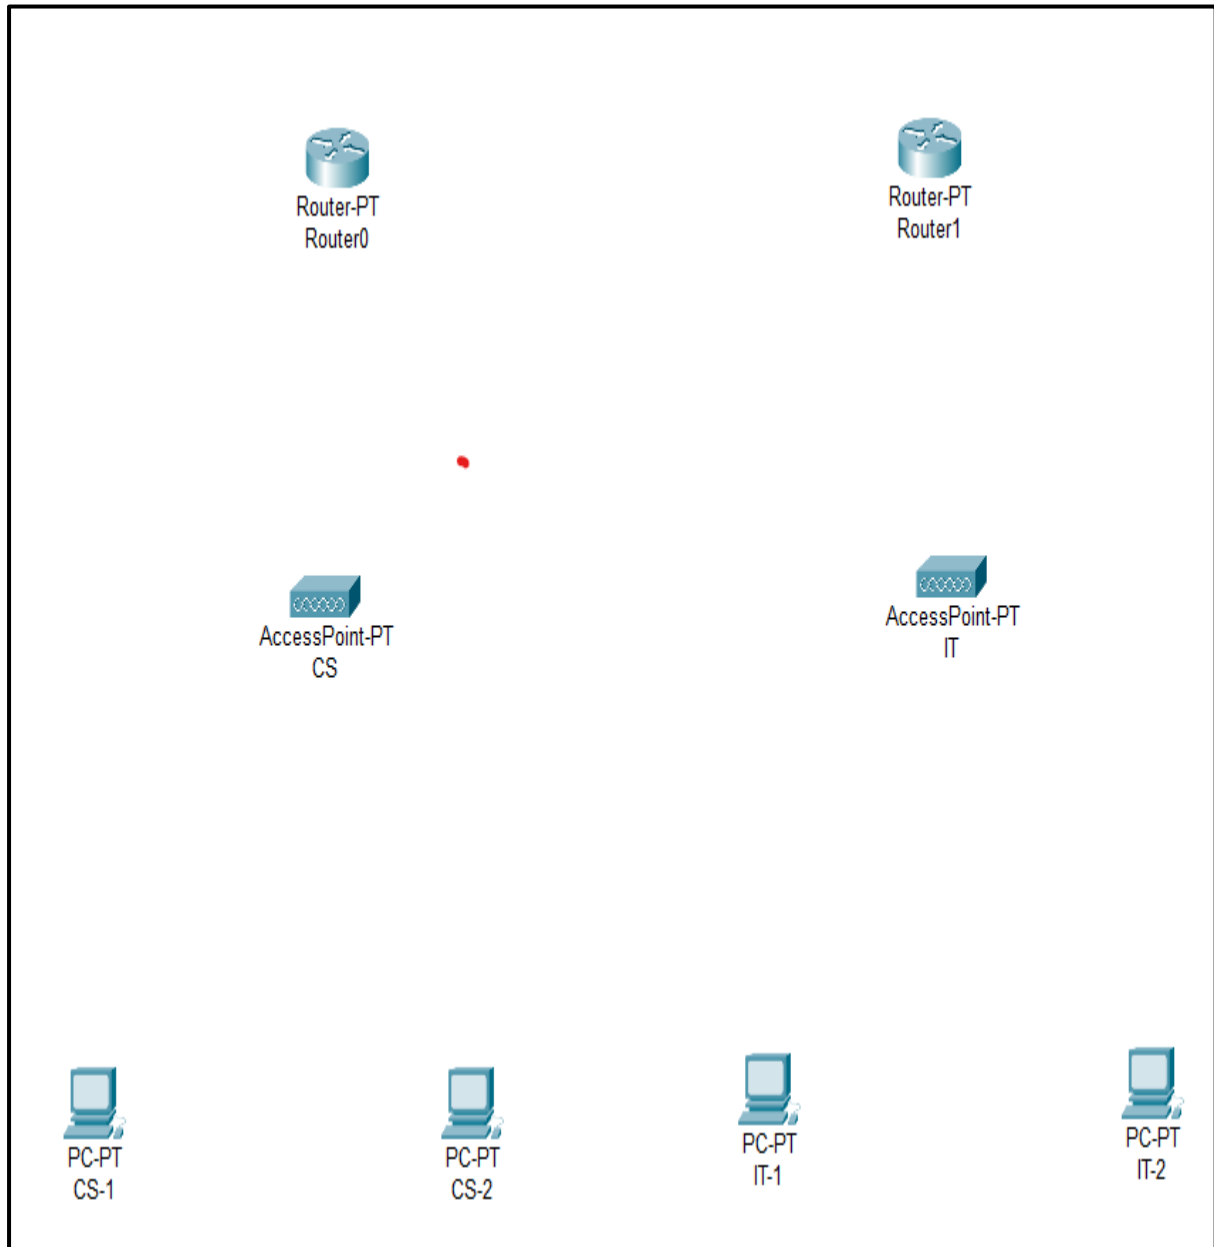 Router-PT
Router0
Router-PT
Router1
AccessPoint-PT
CS
AccessPoint-PT
IT
PC-PT
CS-1
PC-PT
CS-2
PC-PT
IT-1
PC-PT
IT-2